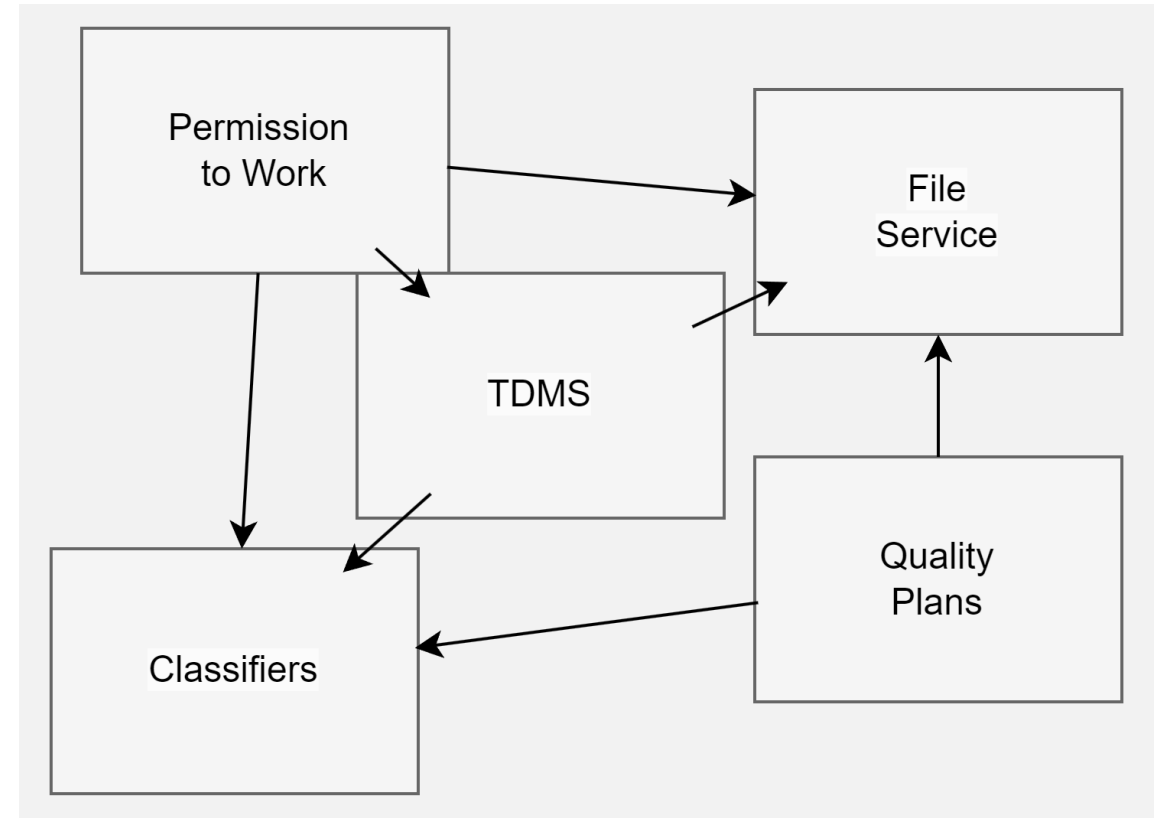 Permission
to Work
File
Service
TDMS
Quality
Plans
Classifiers